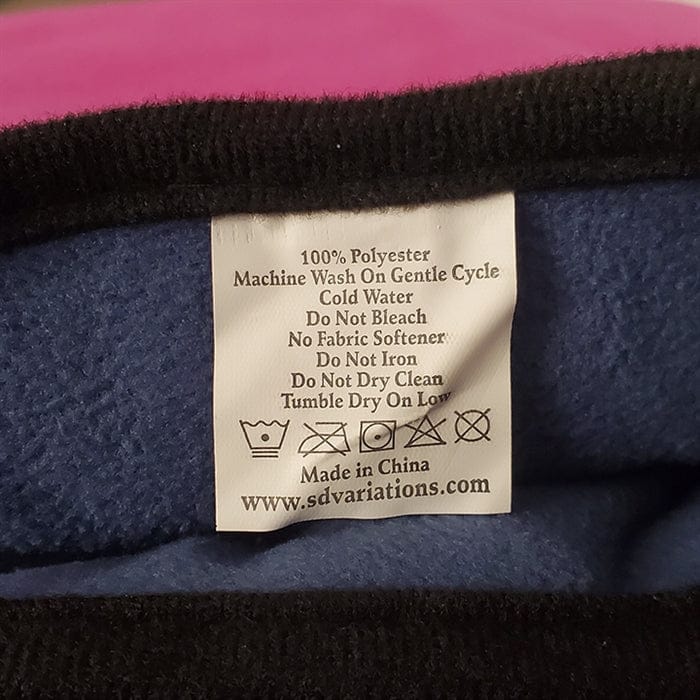 100% Polyester
Machine Wash On Gentle Cycle
Cold Water
Do Not Bleach
No Fabric Softener
Do Not Iron
Do Not Dry Clean
Tumble Dry On Low
Made in China
www.sdvariations.com